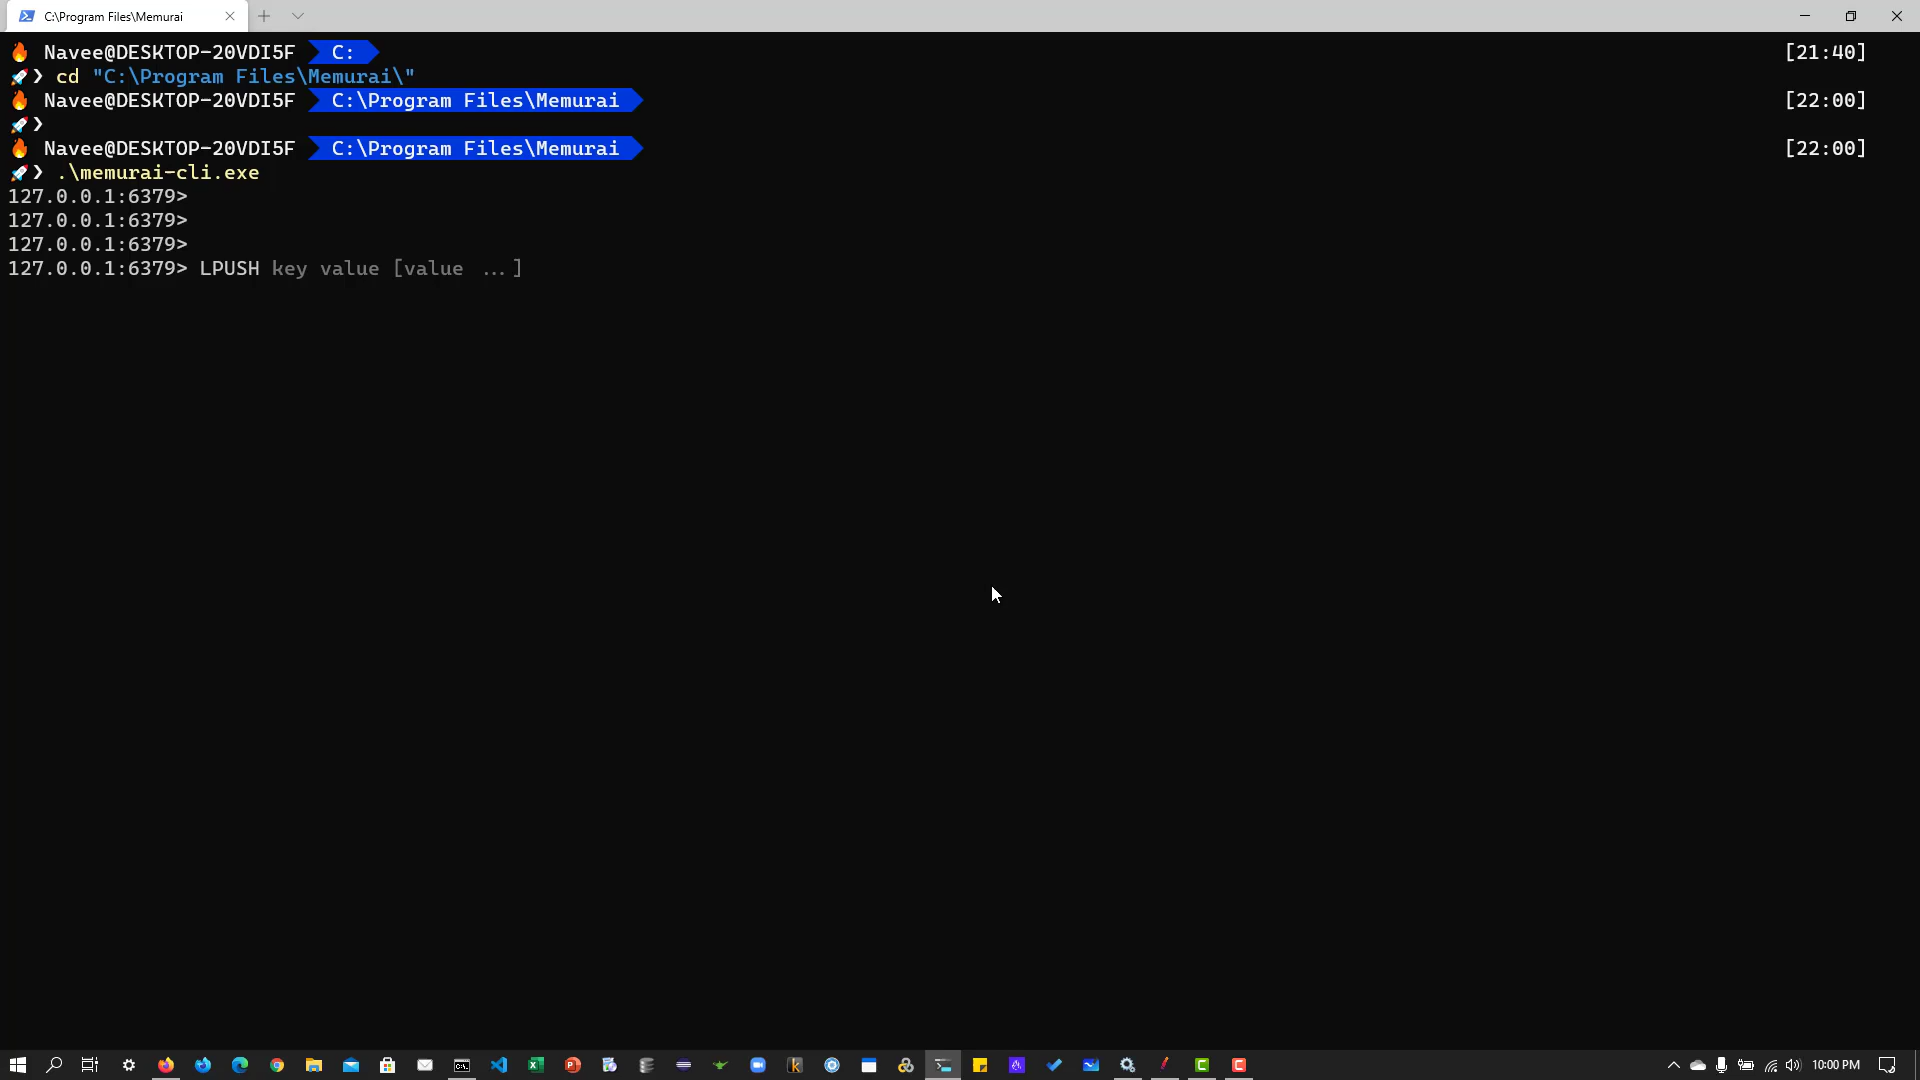 C:\Program Files\Memurai
Navee@DESKTOP-20VDI5F C: [21:40]
❯ cd "C:\Program Files\Memurai\"
Navee@DESKTOP-20VDI5F C:\Program Files\Memurai [22:00]
❯
Navee@DESKTOP-20VDI5F C:\Program Files\Memurai [22:00]
❯ .\memurai-cli.exe
127.0.0.1:6379>
127.0.0.1:6379>
127.0.0.1:6379>
127.0.0.1:6379> LPUSH key value [value ...]
10:00 PM